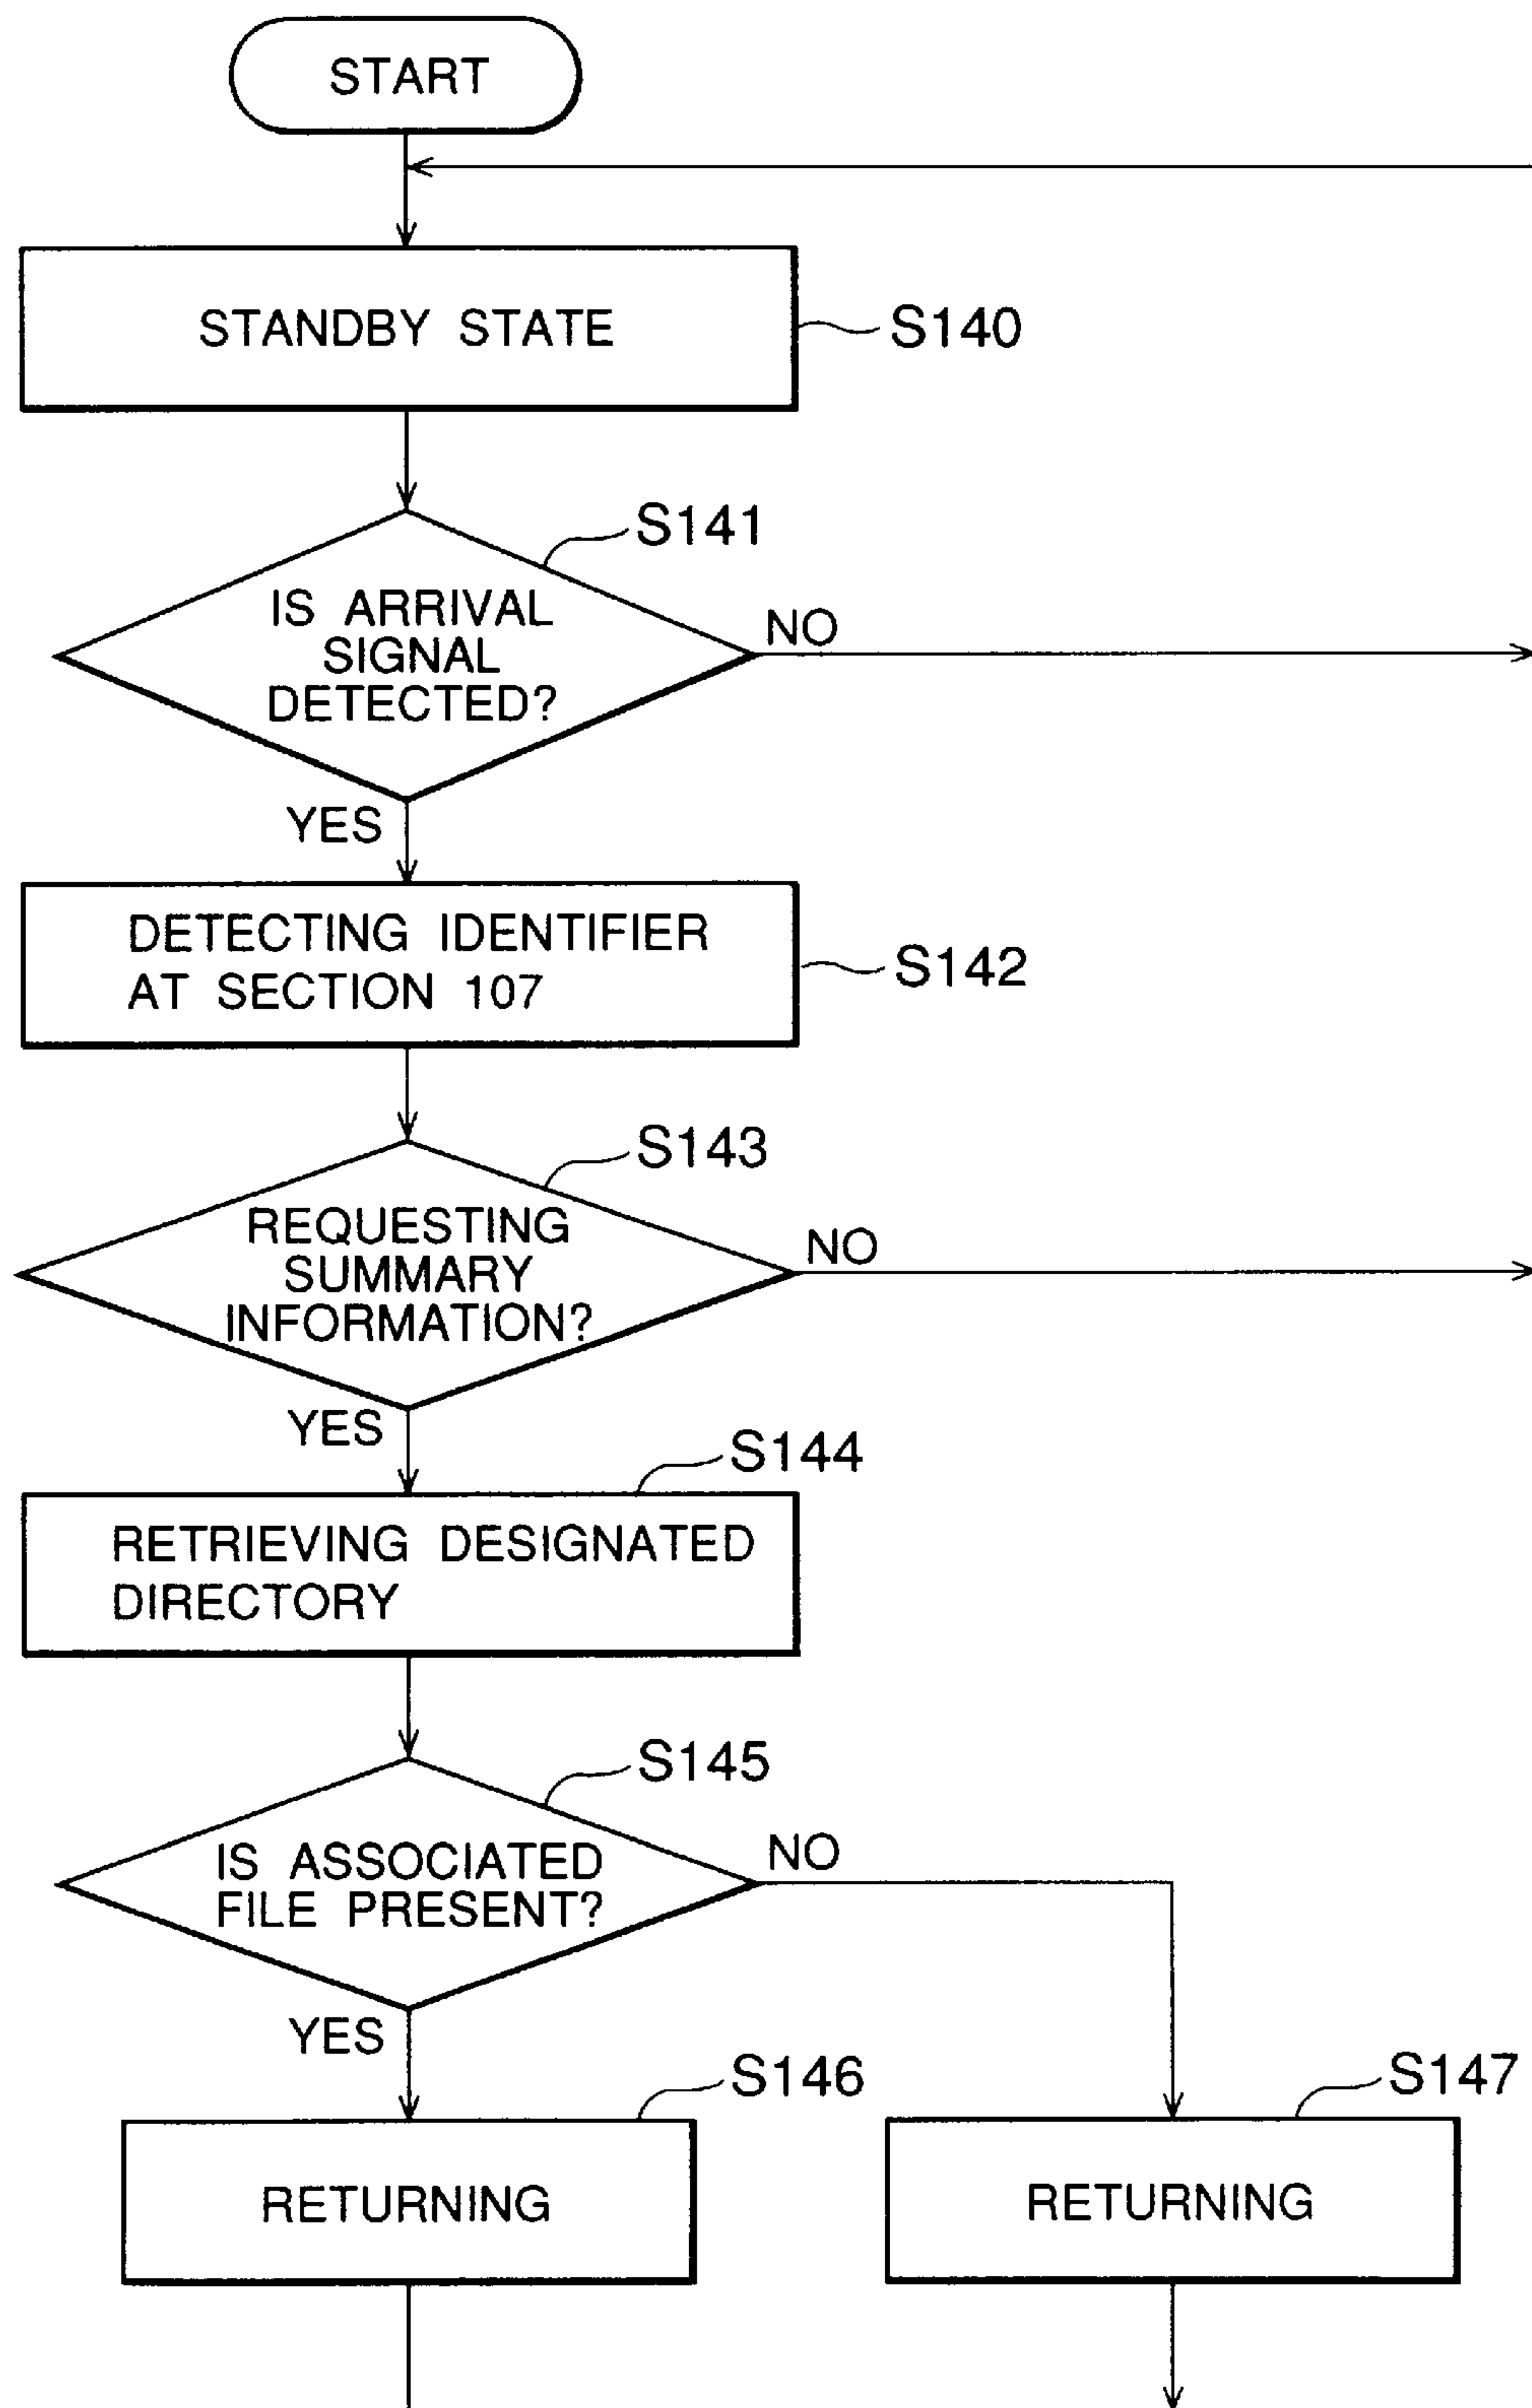 START
STANDBY STATE
S140
S141
IS ARRIVAL
SIGNAL
DETECTED?
NO
YES
DETECTING IDENTIFIER
AT SECTION 107
S142
S143
REQUESTING
SUMMARY
INFORMATION?
NO
YES
S144
RETRIEVING DESIGNATED
DIRECTORY
S145
IS ASSOCIATED
FILE PRESENT?
NO
YES
S146
S147
RETURNING
RETURNING